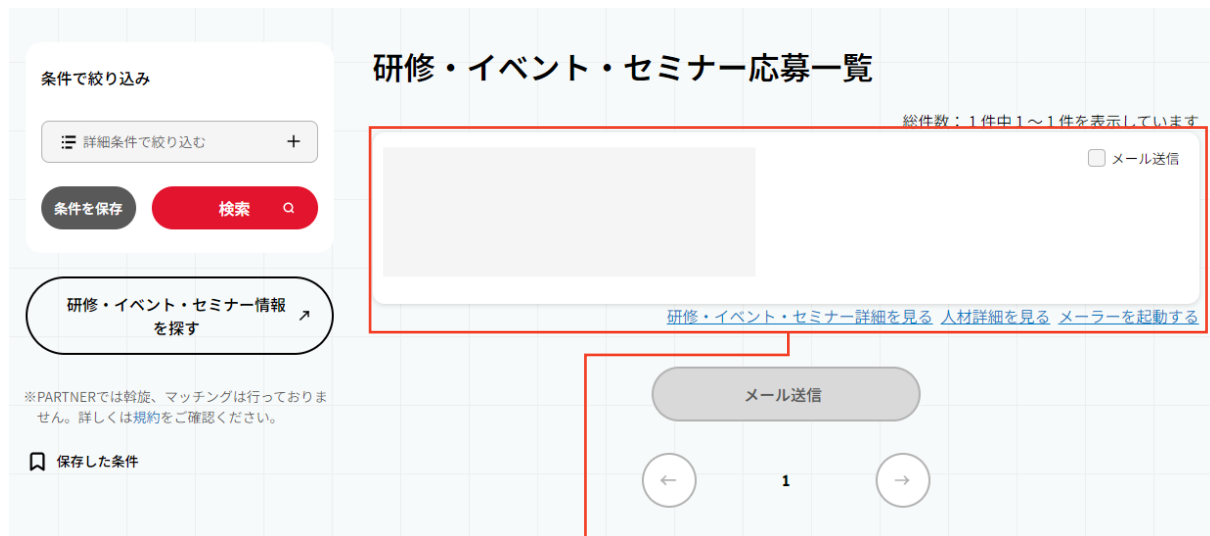 条件で絞り込み
詳細条件で絞り込む
条件を保存
検索
研修・イベント・セミナー情報
を探す
※PARTNERでは斡旋、マッチングは行っておりま
せん。詳しくは規約をご確認ください。
保存した条件
研修・イベント・セミナー応募一覧
総件数： 1 件中 1 ～ 1 件を表示しています
メール送信
研修・イベント・セミナー詳細を見る 人材詳細を見る メーラーを起動する
メール送信
1